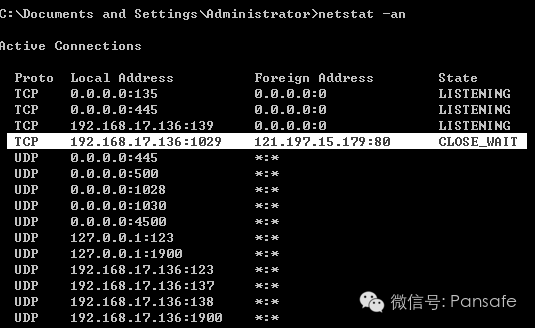 C:\Documents and Settings\Administrator>netstat -an
Active Connections
Proto  Local Address          Foreign Address        State
TCP    0.0.0.0:135            0.0.0.0:0              LISTENING
TCP    0.0.0.0:445            0.0.0.0:0              LISTENING
TCP    192.168.17.136:139     0.0.0.0:0              LISTENING
TCP    192.168.17.136:1029    121.197.15.179:80      CLOSE_WAIT
UDP    0.0.0.0:445            *:*
UDP    0.0.0.0:500            *:*
UDP    0.0.0.0:1028           *:*
UDP    0.0.0.0:1030           *:*
UDP    0.0.0.0:4500           *:*
UDP    127.0.0.1:123          *:*
UDP    127.0.0.1:1900         *:*
UDP    192.168.17.136:123     *:*
UDP    192.168.17.136:137     *:*
UDP    192.168.17.136:138     *:*
UDP    192.168.17.136:1900    *:*
微信号: Pansafe